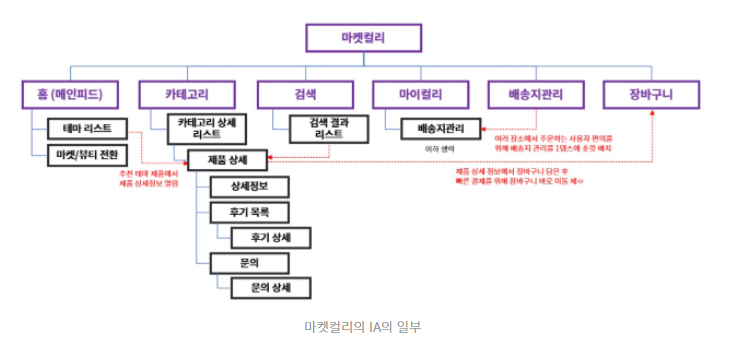 마켓컬리
홈 (메인피드)
카테고리
검색
마이컬리
배송지관리
장바구니
테마 리스트
마켓/뷰티 전환
카테고리 상세
리스트
검색 결과
리스트
배송지관리
이하 생략
여러 장소에서 주문하는 사용자 편의를
위해 배송지 관리를 1뎁스에 숏컷 배치
제품 상세
추천 테마 제품에서
제품 상세정보 열람
제품 상세 정보에서 장바구니 담은 후
빠른 결제를 위해 장바구니 바로 이동 제ㅇ
상세정보
후기 목록
후기 상세
문의
문의 상세
마켓컬리의 IA의 일부